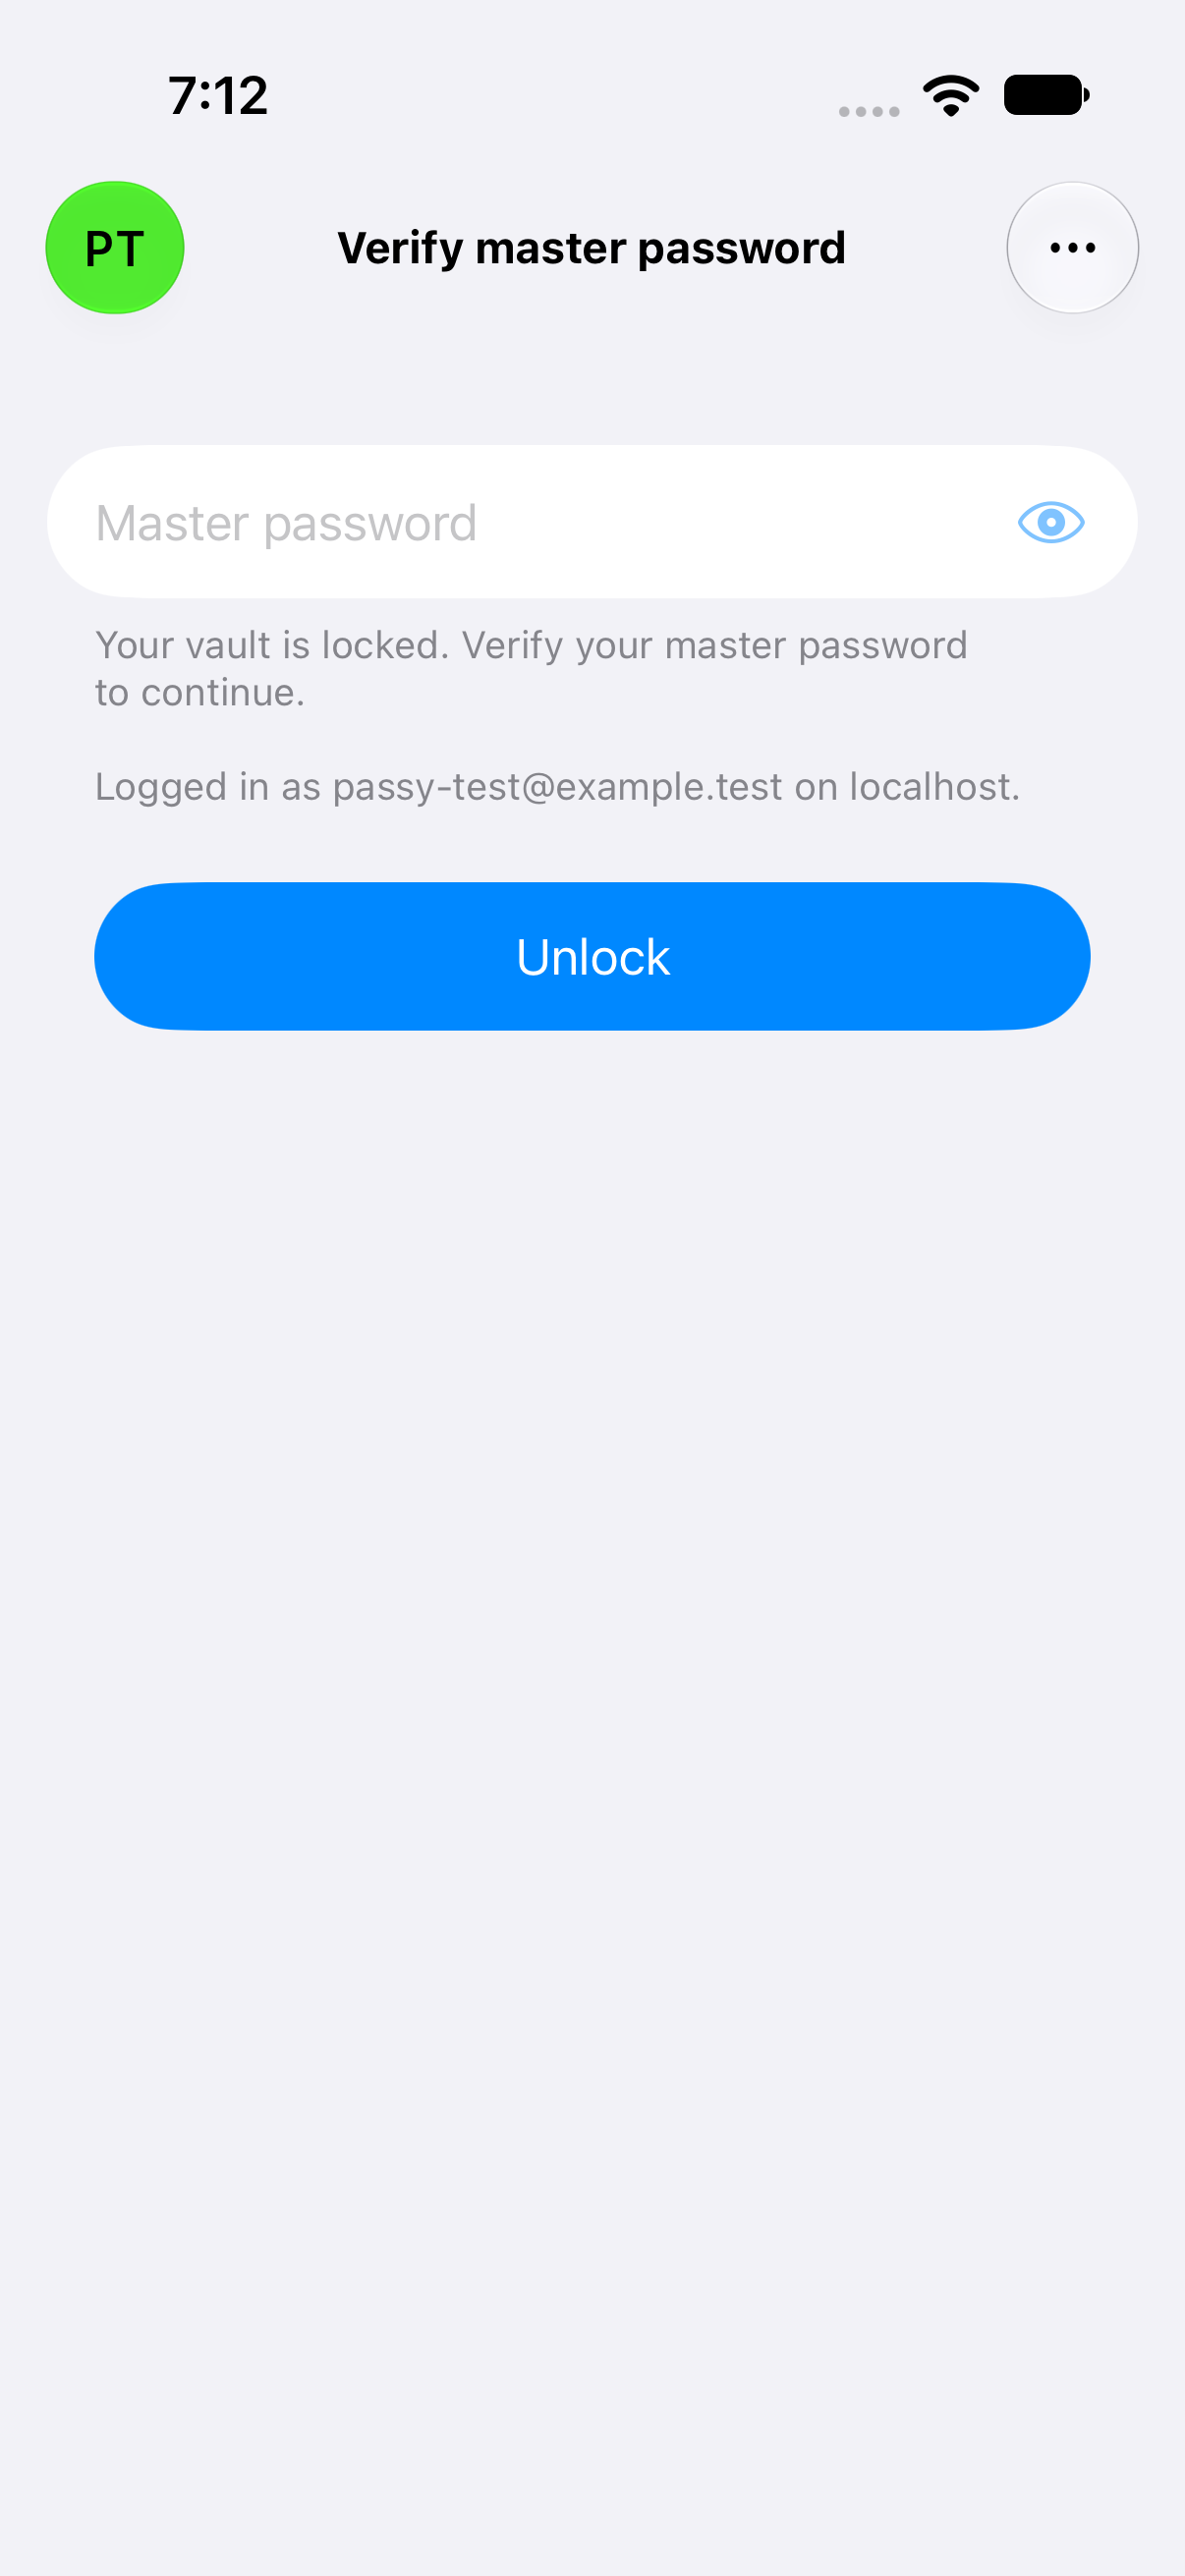 7:12
PT
Verify master password
Master password
Your vault is locked. Verify your master password
to continue.
Logged in as passy-test@example.test on localhost.
Unlock